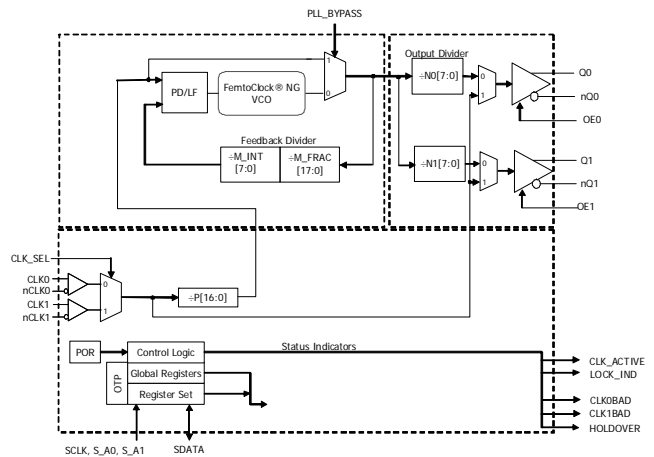 PLL_BYPASS
Output Divider
1
0
PD/LF
FemtoClock® NG
VCO
÷N0[7:0]
0
1
Q0
nQ0
OE0
Feedback Divider
÷M_INT
[7:0]
÷M_FRAC
[17:0]
÷N1[7:0]
0
1
Q1
nQ1
OE1
CLK_SEL
CLK0
nCLK0
CLK1
nCLK1
0
1
÷P[16:0]
POR
Control Logic
Status Indicators
OTP
Global Registers
Register Set
CLK_ACTIVE
LOCK_IND
CLK0BAD
CLK1BAD
HOLDOVER
SCLK, S_A0, S_A1
SDATA